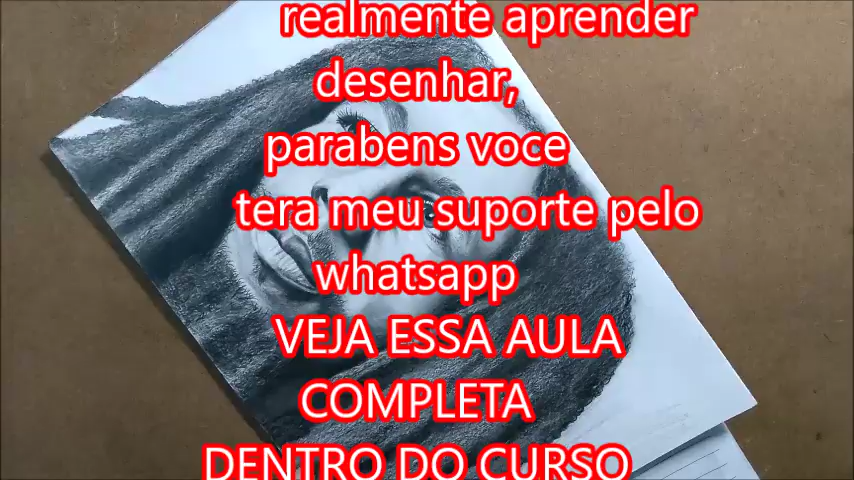 realmente aprender
desenhar,
parabens voce
tera meu suporte pelo
whatsapp
VEJA ESSA AULA
COMPLETA
DENTRO DO CURSO